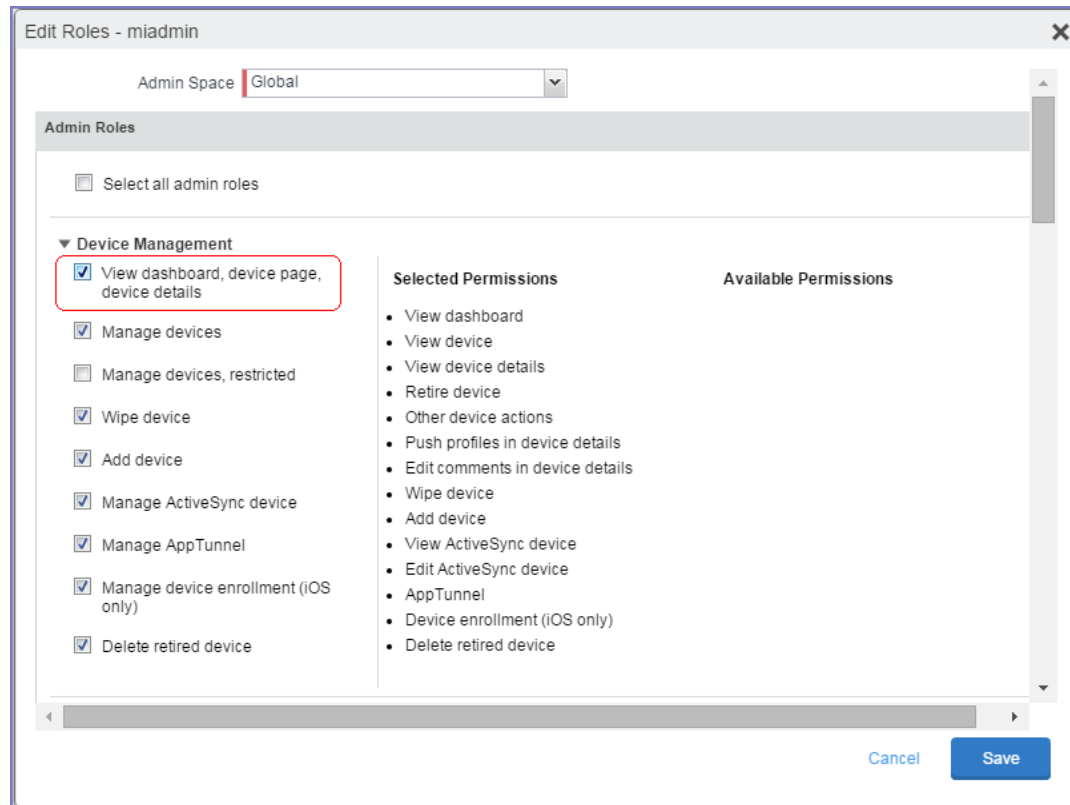 Edit Roles - miadmin
Admin Space Global
Admin Roles
Select all admin roles
Device Management
View dashboard, device page,
device details
Manage devices
Manage devices, restricted
Wipe device
Add device
Manage ActiveSync device
Manage AppTunnel
Manage device enrollment (iOS
only)
Delete retired device
Selected Permissions
View dashboard
View device
View device details
Retire device
Other device actions
Push profiles in device details
Edit comments in device details
Wipe device
Add device
View ActiveSync device
Edit ActiveSync device
AppTunnel
Device enrollment (iOS only)
Delete retired device
Available Permissions
Cancel
Save